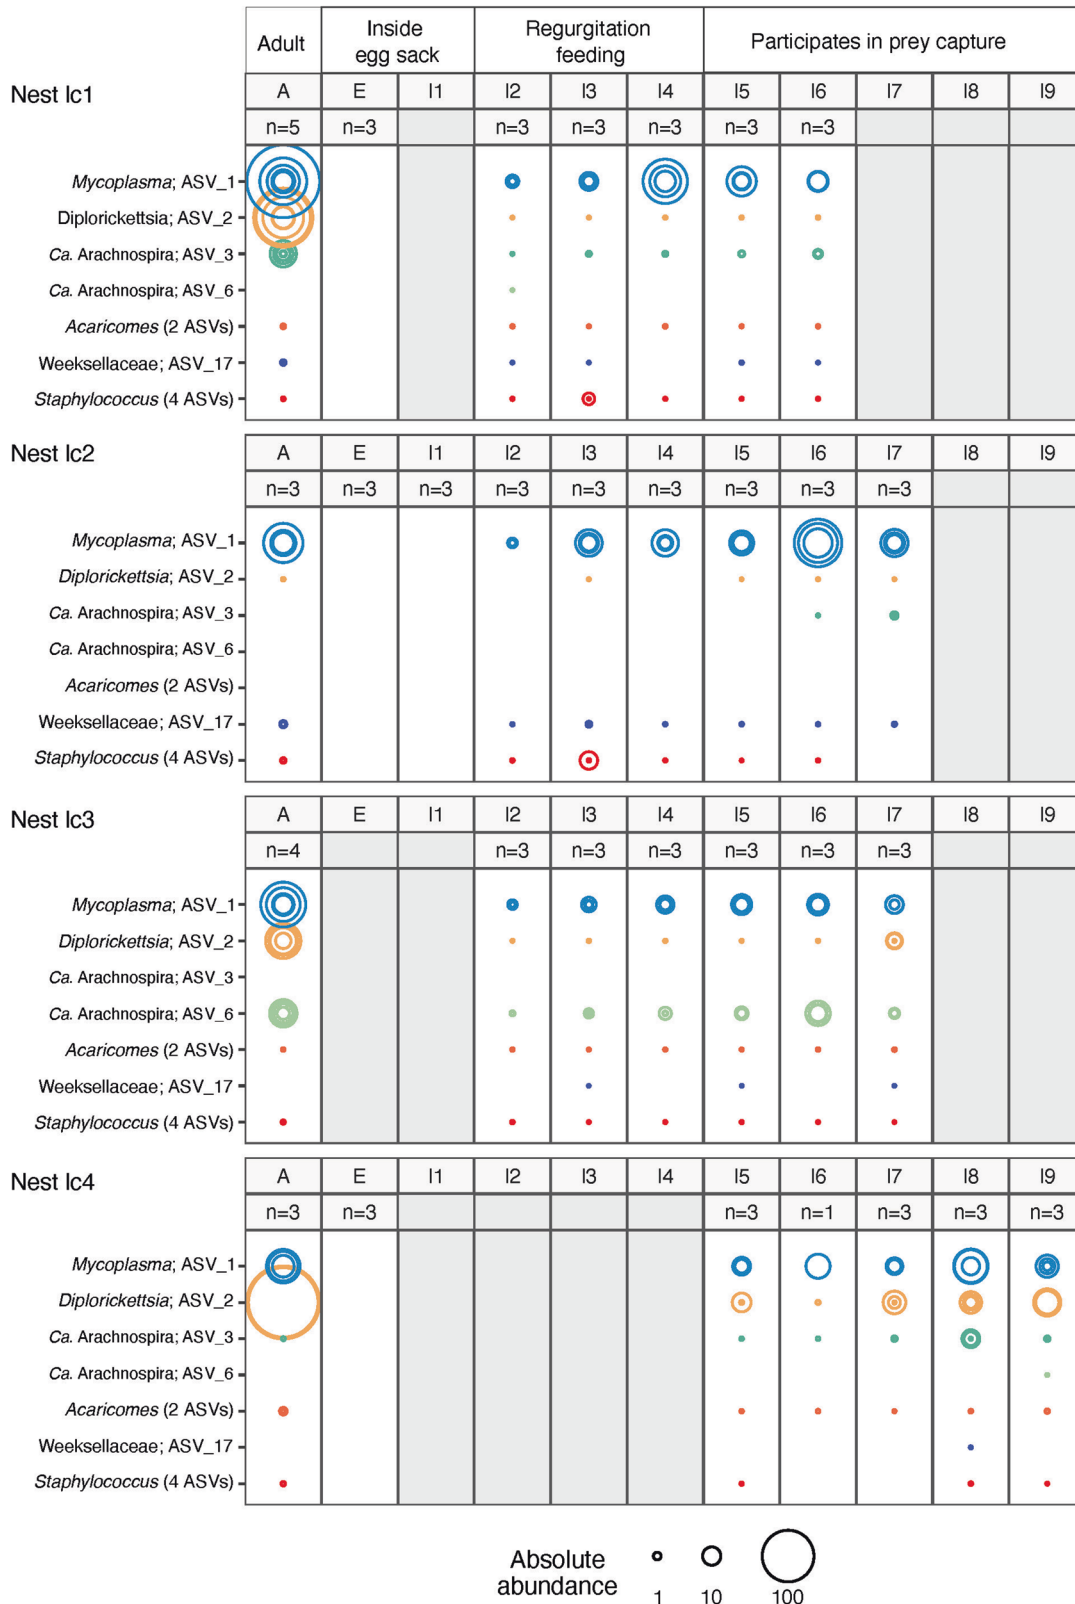 Adult
Inside
egg sack
Regurgitation
feeding
Participates in prey capture
Nest Ic1
A E I1 I2 I3 I4 I5 I6 I7 I8 I9
n=5 n=3 n=3 n=3 n=3 n=3 n=3
Mycoplasma; ASV_1
Diplorickettsia; ASV_2
Ca. Arachnospira; ASV_3
Ca. Arachnospira; ASV_6
Acaricomes (2 ASVs)
Weeksellaceae; ASV_17
Staphylococcus (4 ASVs)
Nest Ic2
A E I1 I2 I3 I4 I5 I6 I7 I8 I9
n=3 n=3 n=3 n=3 n=3 n=3 n=3 n=3 n=3
Mycoplasma; ASV_1
Diplorickettsia; ASV_2
Ca. Arachnospira; ASV_3
Ca. Arachnospira; ASV_6
Acaricomes (2 ASVs)
Weeksellaceae; ASV_17
Staphylococcus (4 ASVs)
Nest Ic3
A E I1 I2 I3 I4 I5 I6 I7 I8 I9
n=4 n=3 n=3 n=3 n=3 n=3 n=3
Mycoplasma; ASV_1
Diplorickettsia; ASV_2
Ca. Arachnospira; ASV_3
Ca. Arachnospira; ASV_6
Acaricomes (2 ASVs)
Weeksellaceae; ASV_17
Staphylococcus (4 ASVs)
Nest Ic4
A E I1 I2 I3 I4 I5 I6 I7 I8 I9
n=3 n=3 n=3 n=1 n=3 n=3 n=3
Mycoplasma; ASV_1
Diplorickettsia; ASV_2
Ca. Arachnospira; ASV_3
Ca. Arachnospira; ASV_6
Acaricomes (2 ASVs)
Weeksellaceae; ASV_17
Staphylococcus (4 ASVs)
Absolute
abundance
1 10 100